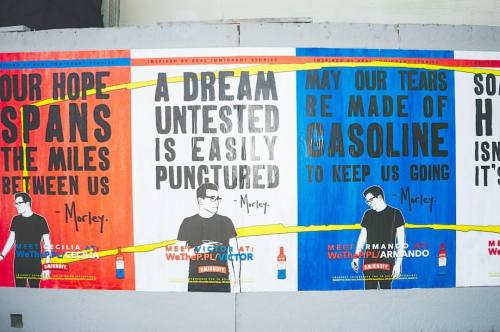 INSPIRED BY REAL IMMIGRANT STORIES
OUR HOPE
SPANS
THE MILES
BETWEEN US
- Morley.
MEET CECILIA AT:
WeTheP.PL/CECILIA
SMIRNOFF
INSPIRED BY REAL IMMIGRANT STORIES
A DREAM
UNTESTED
IS EASILY
PUNCTURED
- Morley.
MEET VICTOR AT:
WeTheP.PL/VICTOR
SMIRNOFF
INSPIRED BY REAL IMMIGRANT STORIES
MAY OUR TEARS
BE MADE OF
GASOLINE
TO KEEP US GOING
- Morley.
MEET ARMANDO AT:
WeTheP.PL/ARMANDO
SMIRNOFF
SO
H
ISN
IT'S